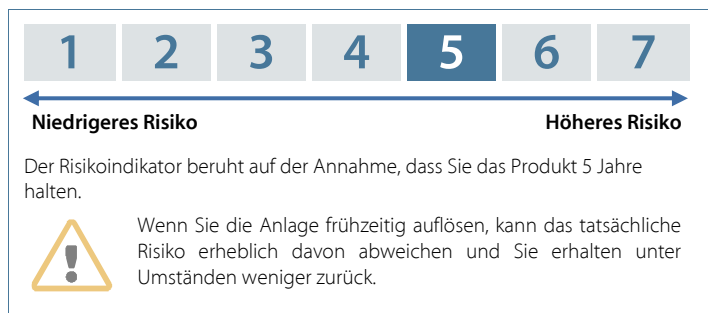 1 2 3 4 5 6 7
Niedrigeres Risiko Höheres Risiko
Der Risikoindikator beruht auf der Annahme, dass Sie das Produkt 5 Jahre
halten.
Wenn Sie die Anlage frühzeitig auflösen, kann das tatsächliche
Risiko erheblich davon abweichen und Sie erhalten unter
Umständen weniger zurück.